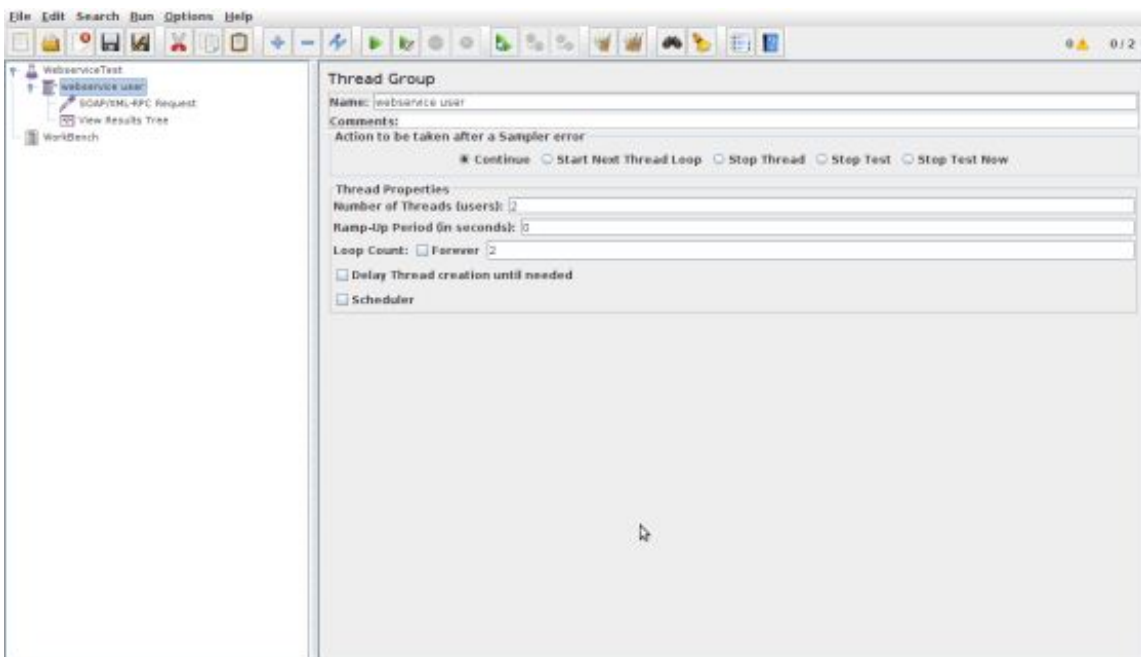 File Edit Search Run Options Help
0 0 / 2
WebserviceTest
webservice user
SOAP/XML-RPC Request
View Results Tree
WorkBench
Thread Group
Name: webservice user
Comments:
Action to be taken after a Sampler error
Continue Start Next Thread Loop Stop Thread Stop Test Stop Test Now
Thread Properties
Number of Threads (users): 2
Ramp-Up Period (in seconds): 0
Loop Count: Forever 2
Delay Thread creation until needed
Scheduler